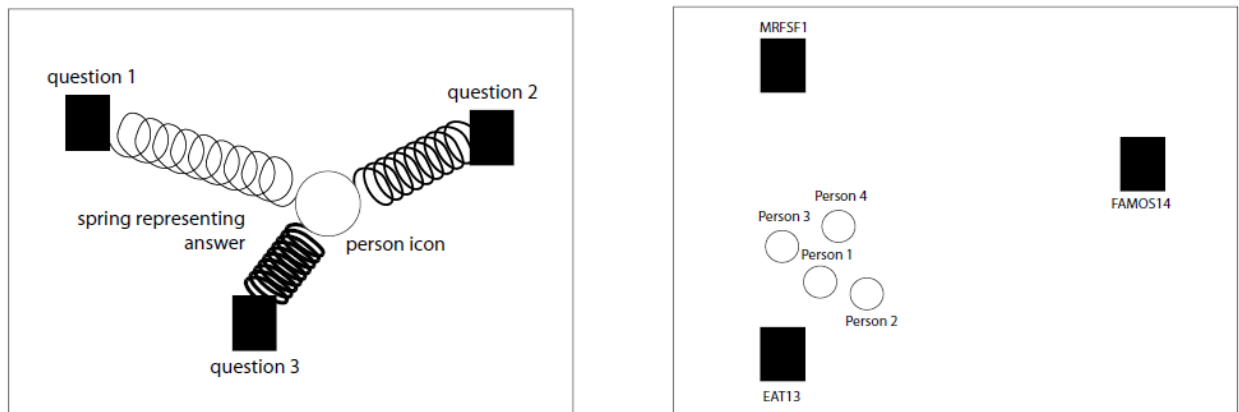 question 1
question 2
spring representing
answer
person icon
question 3
MRFSF1
FAMOS14
Person 4
Person 3
Person 1
Person 2
EAT13